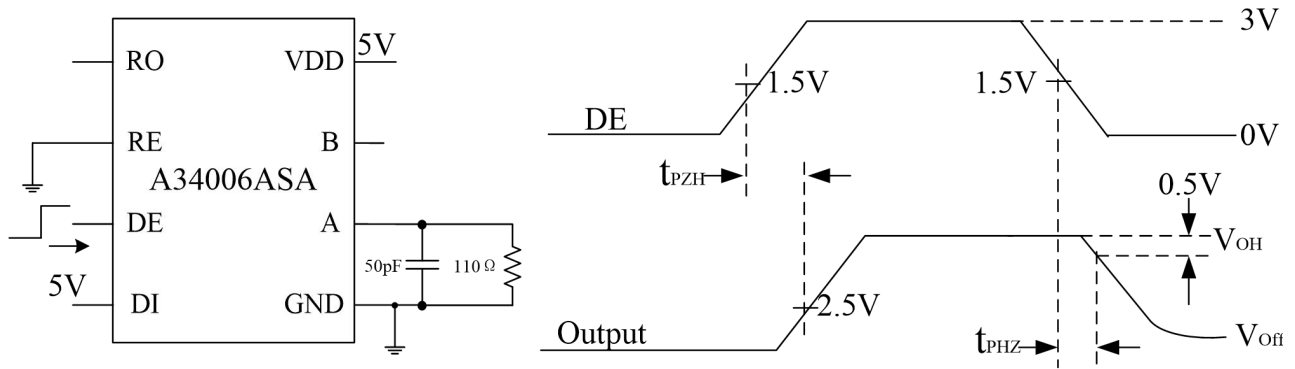 RO
VDD
5V
RE
B
A34006ASA
DE
A
50pF
110Ω
5V
DI
GND
3V
1.5V
1.5V
DE
0V
tPZH
0.5V
VOH
2.5V
Output
tPHZ
VOff